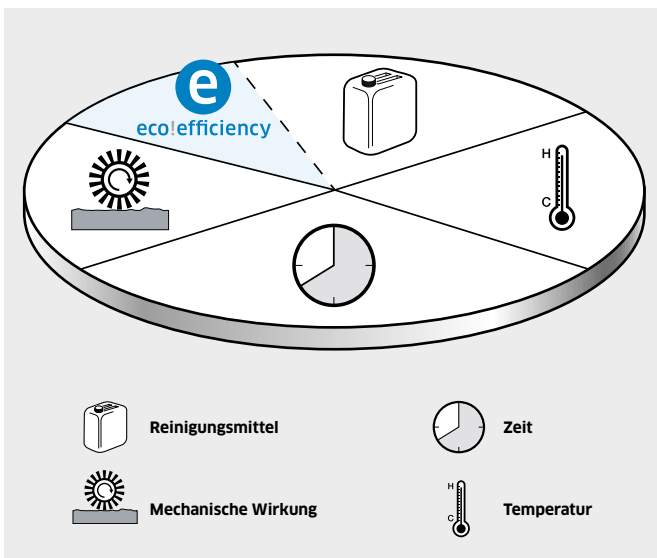 e
eco!efficiency
H
C
Reinigungsmittel
Zeit
Mechanische Wirkung
H
C
Temperatur